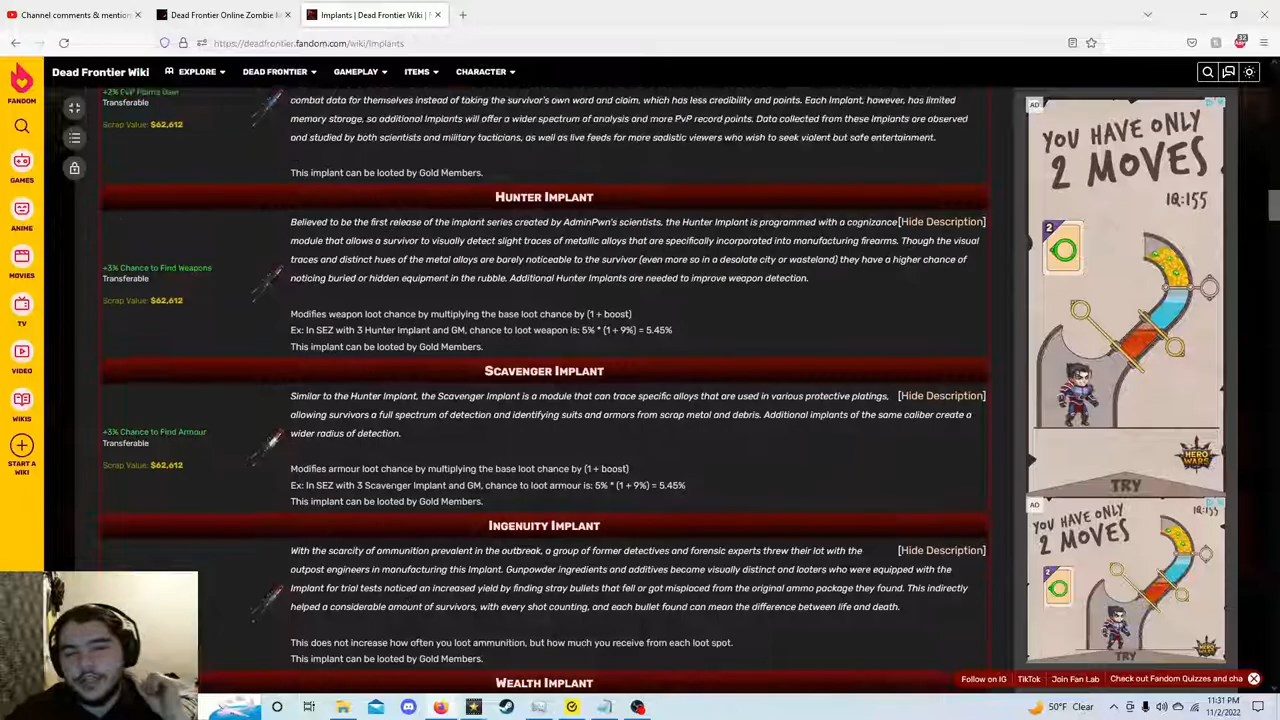 Channel comments & mention
Dead Frontier Online Zombie
Implants | Dead Frontier Wiki | F
https://deadfrontier.fandom.com/wiki/Implants
32
FANDOM
GAMES
ANIME
MOVIES
TV
VIDEO
WIKIS
START A
WIKI
Dead Frontier Wiki
EXPLORE
DEAD FRONTIER
GAMEPLAY
ITEMS
CHARACTER
Transferable
Scrap Value: $62,612
combat data for themselves instead of taking the survivor's own word and claim, which has less credibility and points. Each Implant, however, has limited
memory storage, so additional Implants will offer a wider spectrum of analysis and more PvP record points. Data collected from these Implants are observed
and studied by both scientists and military tacticians, as well as live feeds for more sadistic viewers who wish to seek violent but safe entertainment.
This implant can be looted by Gold Members.
HUNTER IMPLANT
+3% Chance to Find Weapons
Transferable
Scrap Value: $62,612
Believed to be the first release of the implant series created by AdminPwn's scientists, the Hunter Implant is programmed with a cognizance [Hide Description]
module that allows a survivor to visually detect slight traces of metallic alloys that are specifically incorporated into manufacturing firearms. Though the visual
traces and distinct hues of the metal alloys are barely noticeable to the survivor (even more so in a desolate city or wasteland) they have a higher chance of
noticing buried or hidden equipment in the rubble. Additional Hunter Implants are needed to improve weapon detection.
Modifies weapon loot chance by multiplying the base loot chance by (1 + boost)
Ex: In SEZ with 3 Hunter Implant and GM, chance to loot weapon is: 5% * (1 + 9%) = 5.45%
This implant can be looted by Gold Members.
SCAVENGER IMPLANT
+3% Chance to Find Armour
Transferable
Scrap Value: $62,612
Similar to the Hunter Implant, the Scavenger Implant is a module that can trace specific alloys that are used in various protective platings, [Hide Description]
allowing survivors a full spectrum of detection and identifying suits and armors from scrap metal and debris. Additional implants of the same caliber create a
wider radius of detection.
Modifies armour loot chance by multiplying the base loot chance by (1 + boost)
Ex: In SEZ with 3 Scavenger Implant and GM, chance to loot armour is: 5% * (1 + 9%) = 5.45%
This implant can be looted by Gold Members.
INGENUITY IMPLANT
With the scarcity of ammunition prevalent in the outbreak, a group of former detectives and forensic experts threw their lot with the [Hide Description]
outpost engineers in manufacturing this Implant. Gunpowder ingredients and additives become visually distinct and looters who were equipped with the
Implant for trial tests noticed an increased yield by finding stray bullets that fell or got misplaced from the original ammo package they found. This indirectly
helped a considerable amount of survivors, with every shot counting, and each bullet found can mean the difference between life and death.
This does not increase how often you loot ammunition, but how much you receive from each loot spot.
This implant can be looted by Gold Members.
WEALTH IMPLANT
AD
YOU HAVE ONLY
2 MOVES
IQ:155
2
HERO
WARS
TRY
AD
YOU HAVE ONLY
2 MOVES
IQ:155
2
TRY
Follow on IG
TikTok
Join Fan Lab
Check out Fandom Quizzes and cha
50°F Clear
11:31 PM
11/2/2022